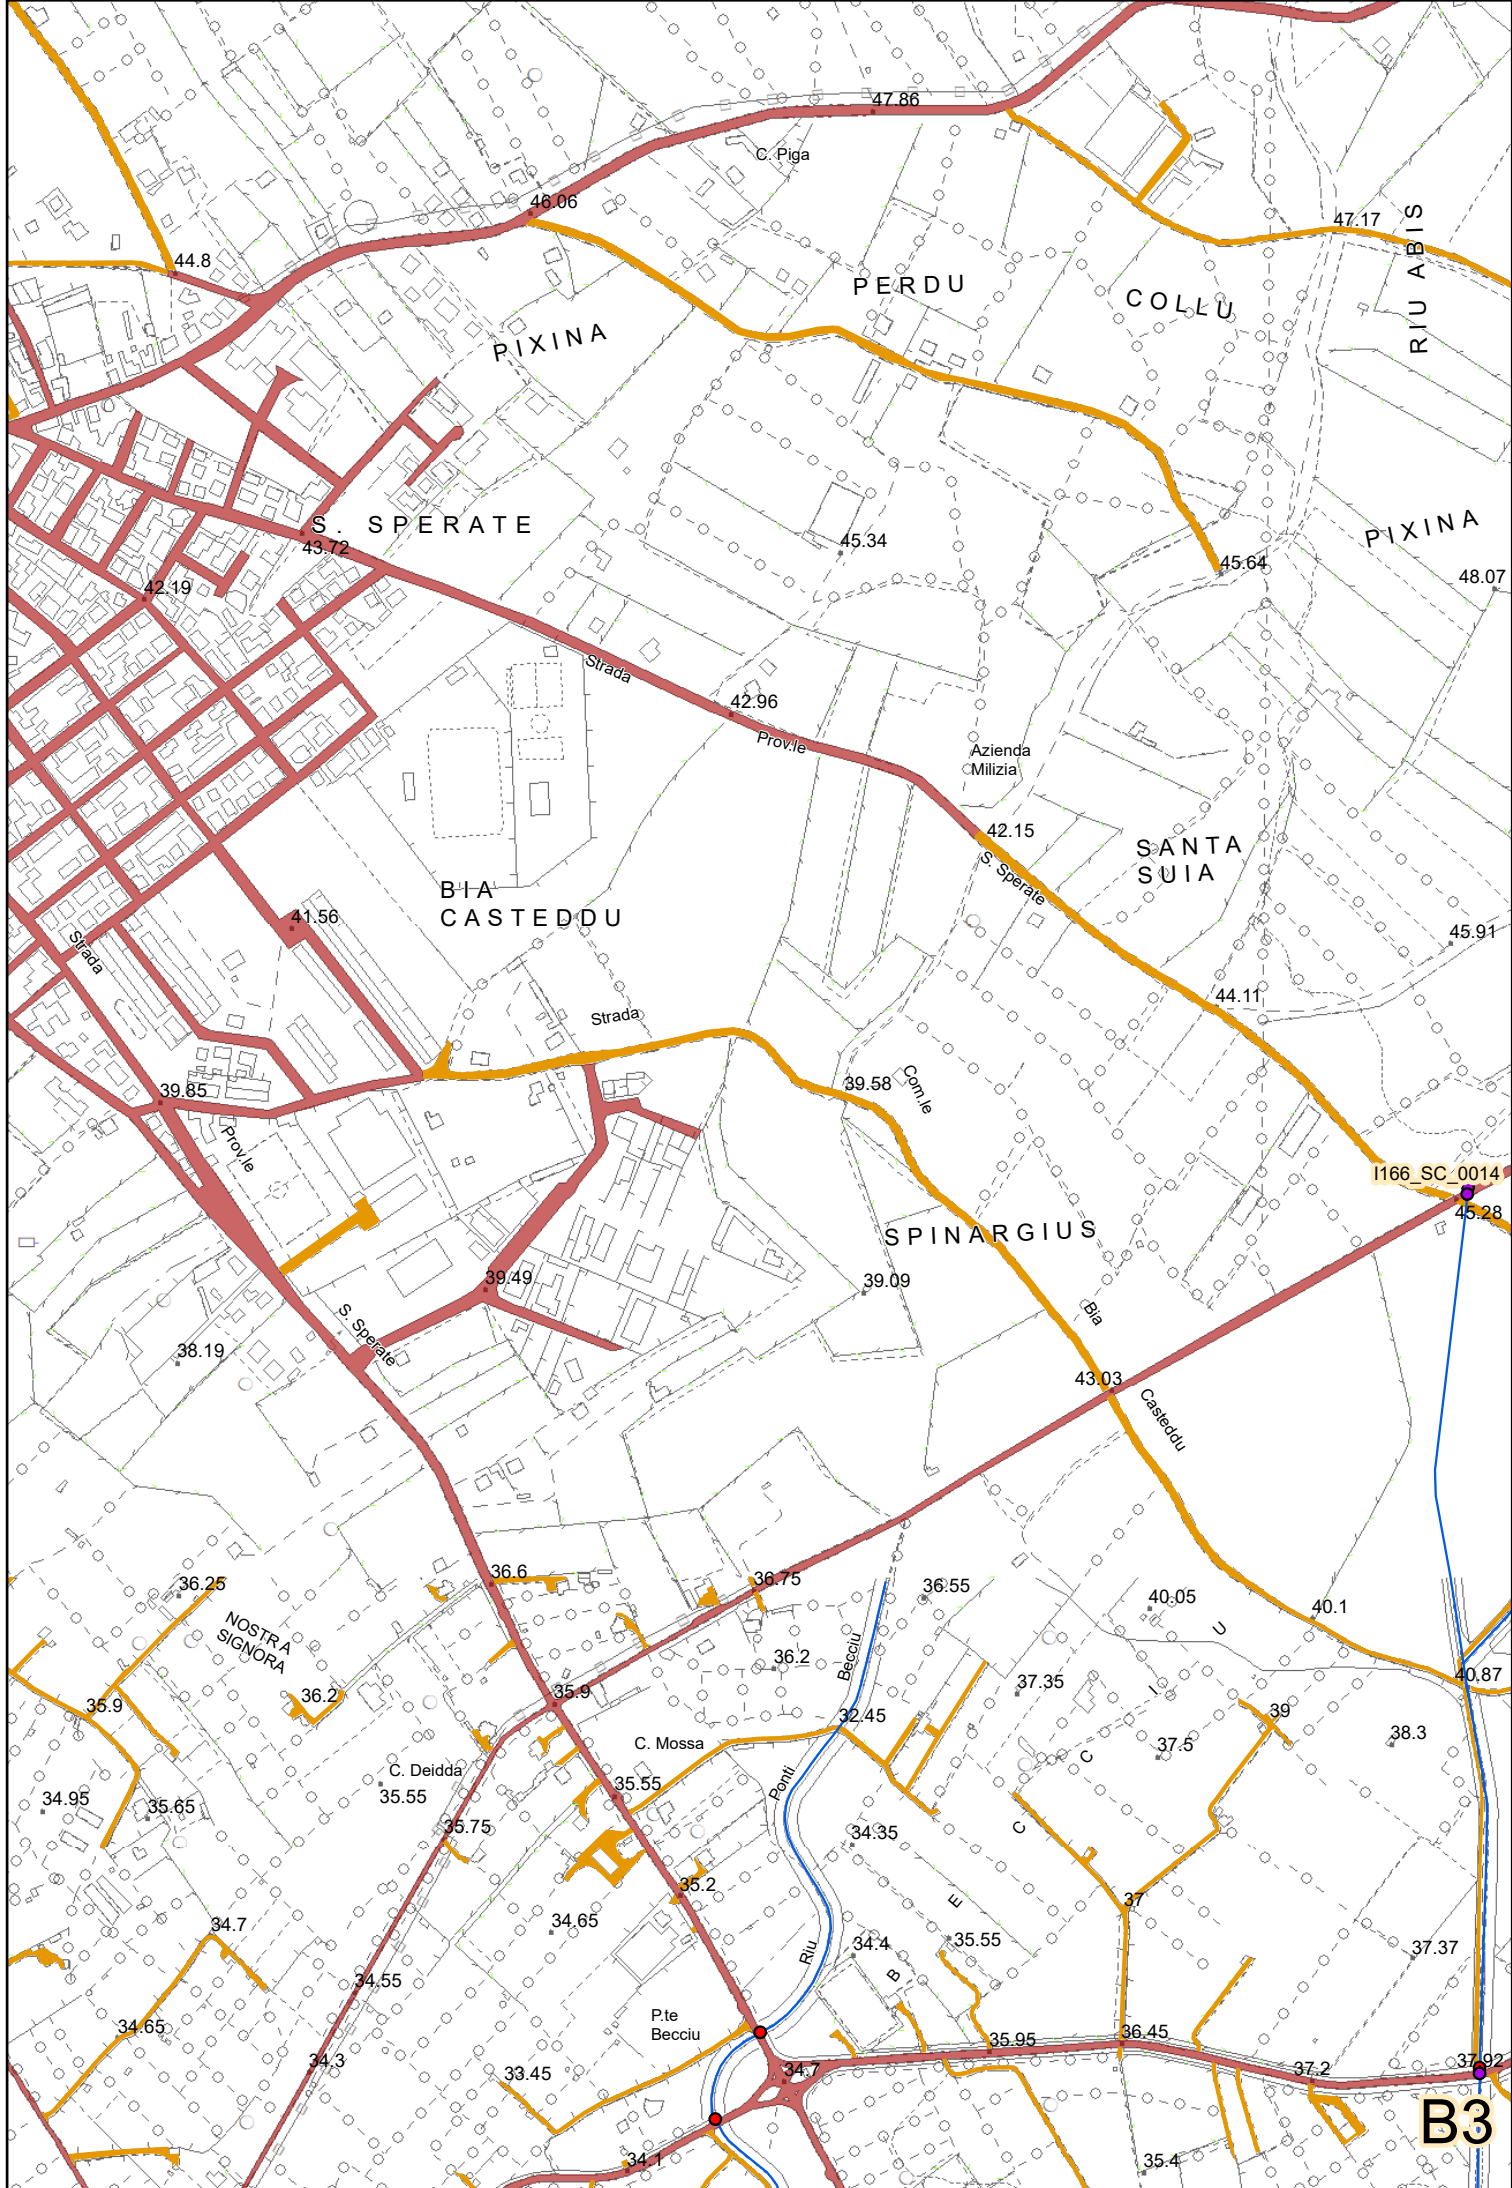 47.86
C. Piga
46.06
47.17
RIU ABIS
44.8
PERDU
COLLU
PIXINA
S. SPERATE
43.72
45.34
PIXINA
45.64
48.07
42.19
Strada
42.96
Prov.le
Azienda
Milizia
42.15
S. Sperate
SANTA
SUIA
BIA
CASTEDDU
41.56
Strada
45.91
44.11
Strada
39.58
Com.le
39.85
Prov.le
I166_SC_0014
45.28
SPINARGIUS
39.49
39.09
Bia
S. Sperate
38.19
43.03
Casteddu
36.6
36.75
36.25
36.55
40.05
40.1
NOSTRA
SIGNORA
36.2
Becciu
U
40.87
36.2
35.9
37.35
I
35.9
32.45
39
38.3
C. Mossa
37.5
C
C. Deidda
35.55
Ponti
35.55
34.95
35.65
35.75
34.35
C
35.2
37
E
34.7
34.65
35.55
34.4
37.37
Riu
B
34.55
P.te
Becciu
34.65
35.95
36.45
34.3
33.45
34.7
37.2
37.92
B3
34.1
35.4